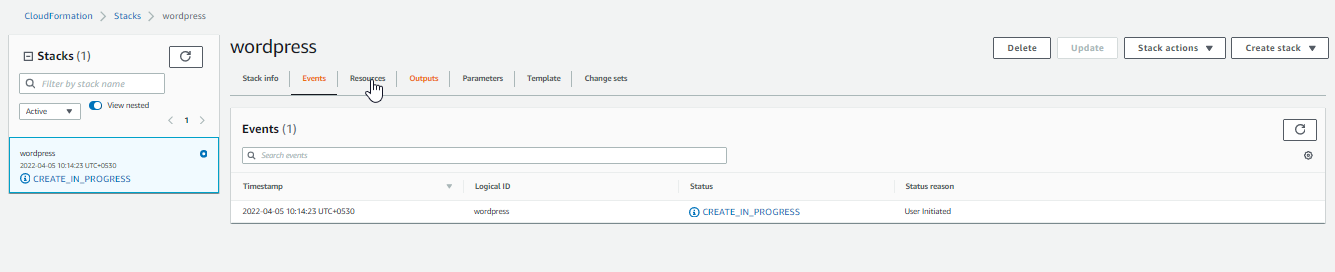 CloudFormation > Stacks > wordpress
Stacks (1)
Filter by stack name
Active
View nested
1
wordpress
2022-04-05 10:14:23 UTC+0530
CREATE_IN_PROGRESS
wordpress
Delete
Update
Stack actions
Create stack
Stack info
Events
Resources
Outputs
Parameters
Template
Change sets
Events (1)
Search events
Timestamp
Logical ID
Status
Status reason
2022-04-05 10:14:23 UTC+0530
wordpress
CREATE_IN_PROGRESS
User Initiated